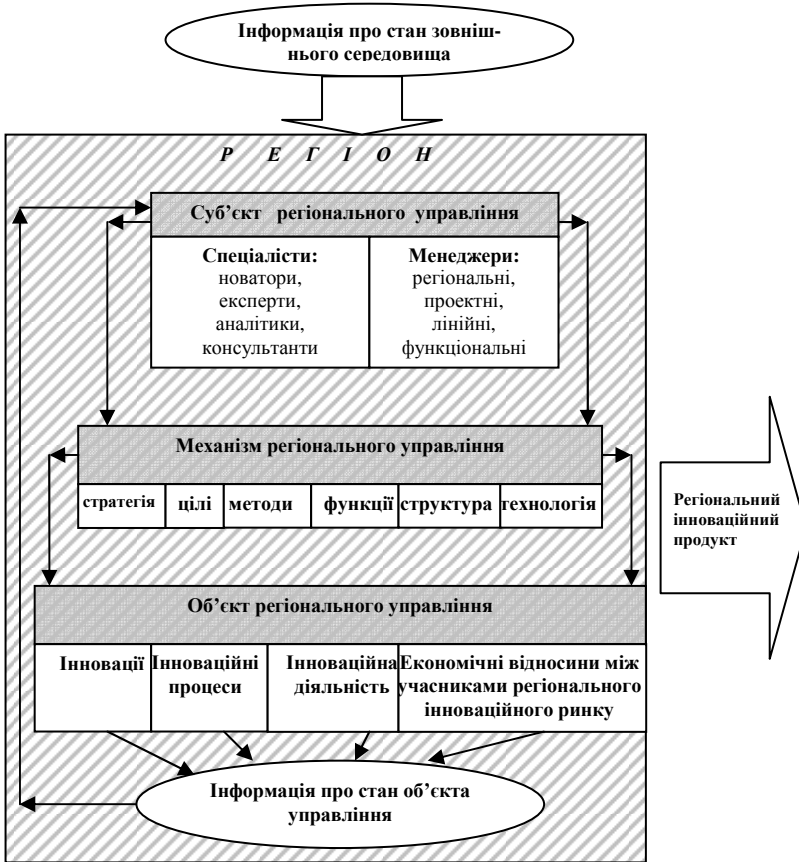 Інформація про стан зовніш-
нього середовища
Р Е Г І О Н
Суб’єкт регіонального управління
Спеціалісти:
новатори,
експерти,
аналітики,
консультанти
Менеджери:
регіональні,
проектні,
лінійні,
функціональні
Механізм регіонального управління
стратегія цілі методи функції структура технологія
Регіональний
інноваційний
продукт
Об’єкт регіонального управління
Інновації
Інноваційні
процеси
Інноваційна
діяльність
Економічні відносини між
учасниками регіонального
інноваційного ринку
Інформація про стан об’єкта
управління